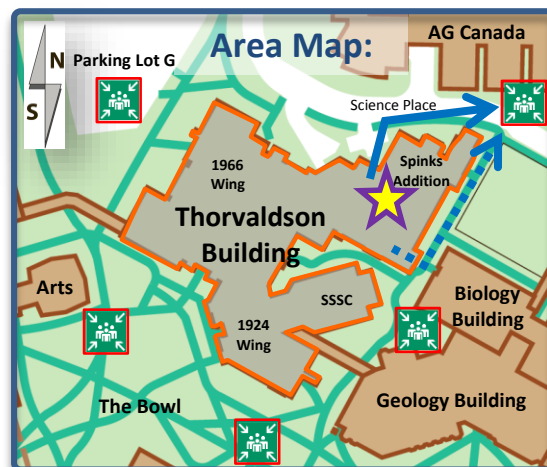 Area Map:
AG Canada
N
S
Parking Lot G
Science Place
1966
Wing
Spinks
Addition
Thorvaldson
Building
Arts
SSSC
Biology
Building
1924
Wing
The Bowl
Geology Building